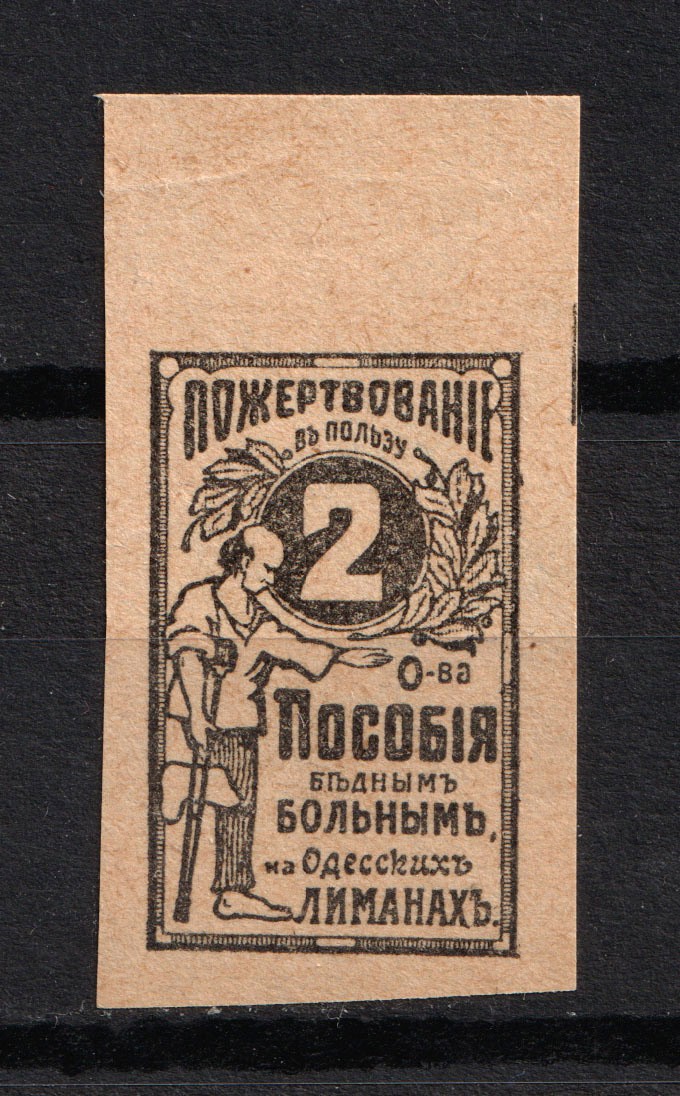 ПОЖЕРТВОВАНІЕ
въ пользу
2
О-ва
Пособія
бѣднымъ
больнымъ,
на Одесскихъ
Лиманахъ.